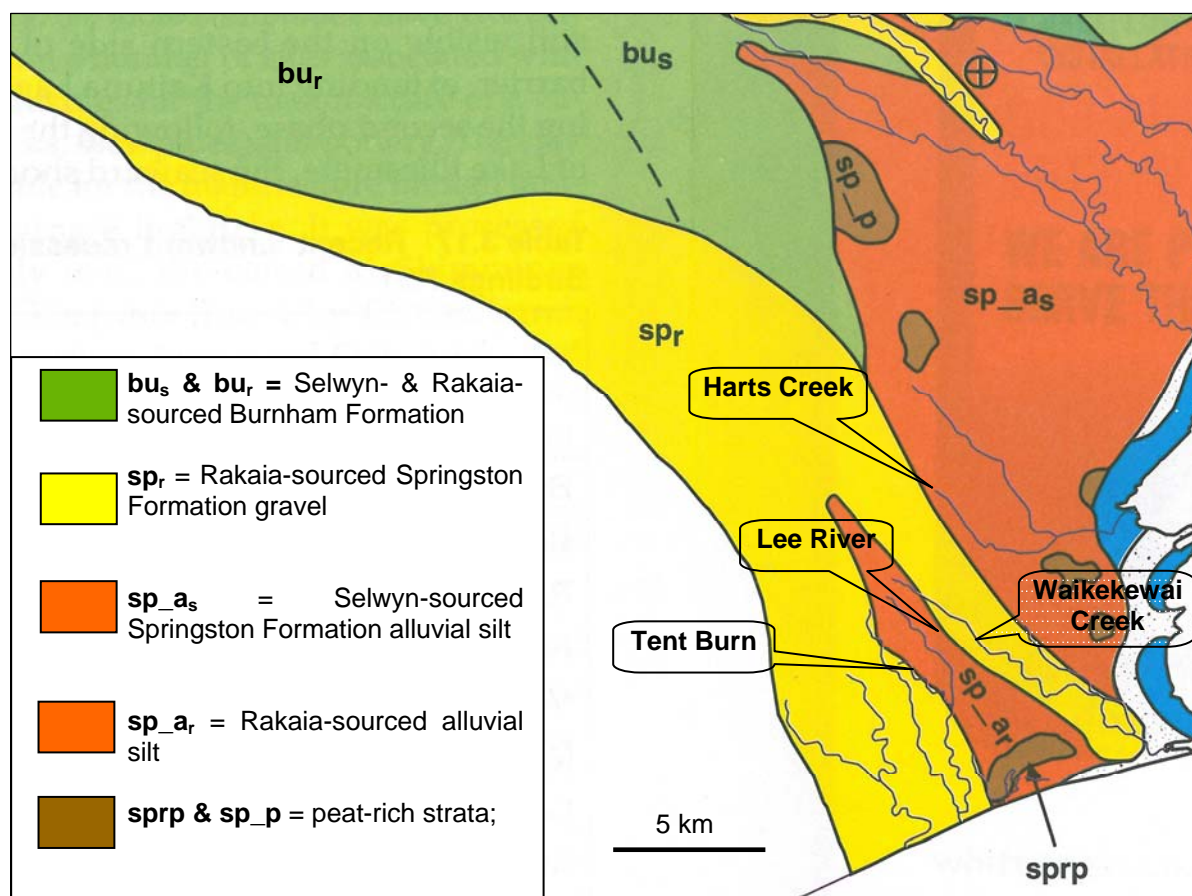 bur
bus
sp_p
sp_as
spr
Harts Creek
Lee River
Waikekewai
Creek
Tent Burn
sp_ar
sprp
5 km
bus & bur = Selwyn- & Rakaia-
sourced Burnham Formation
spr = Rakaia-sourced Springston
Formation gravel
sp_as = Selwyn-sourced
Springston Formation alluvial silt
sp_ar = Rakaia-sourced alluvial
silt
sprp & sp_p = peat-rich strata;